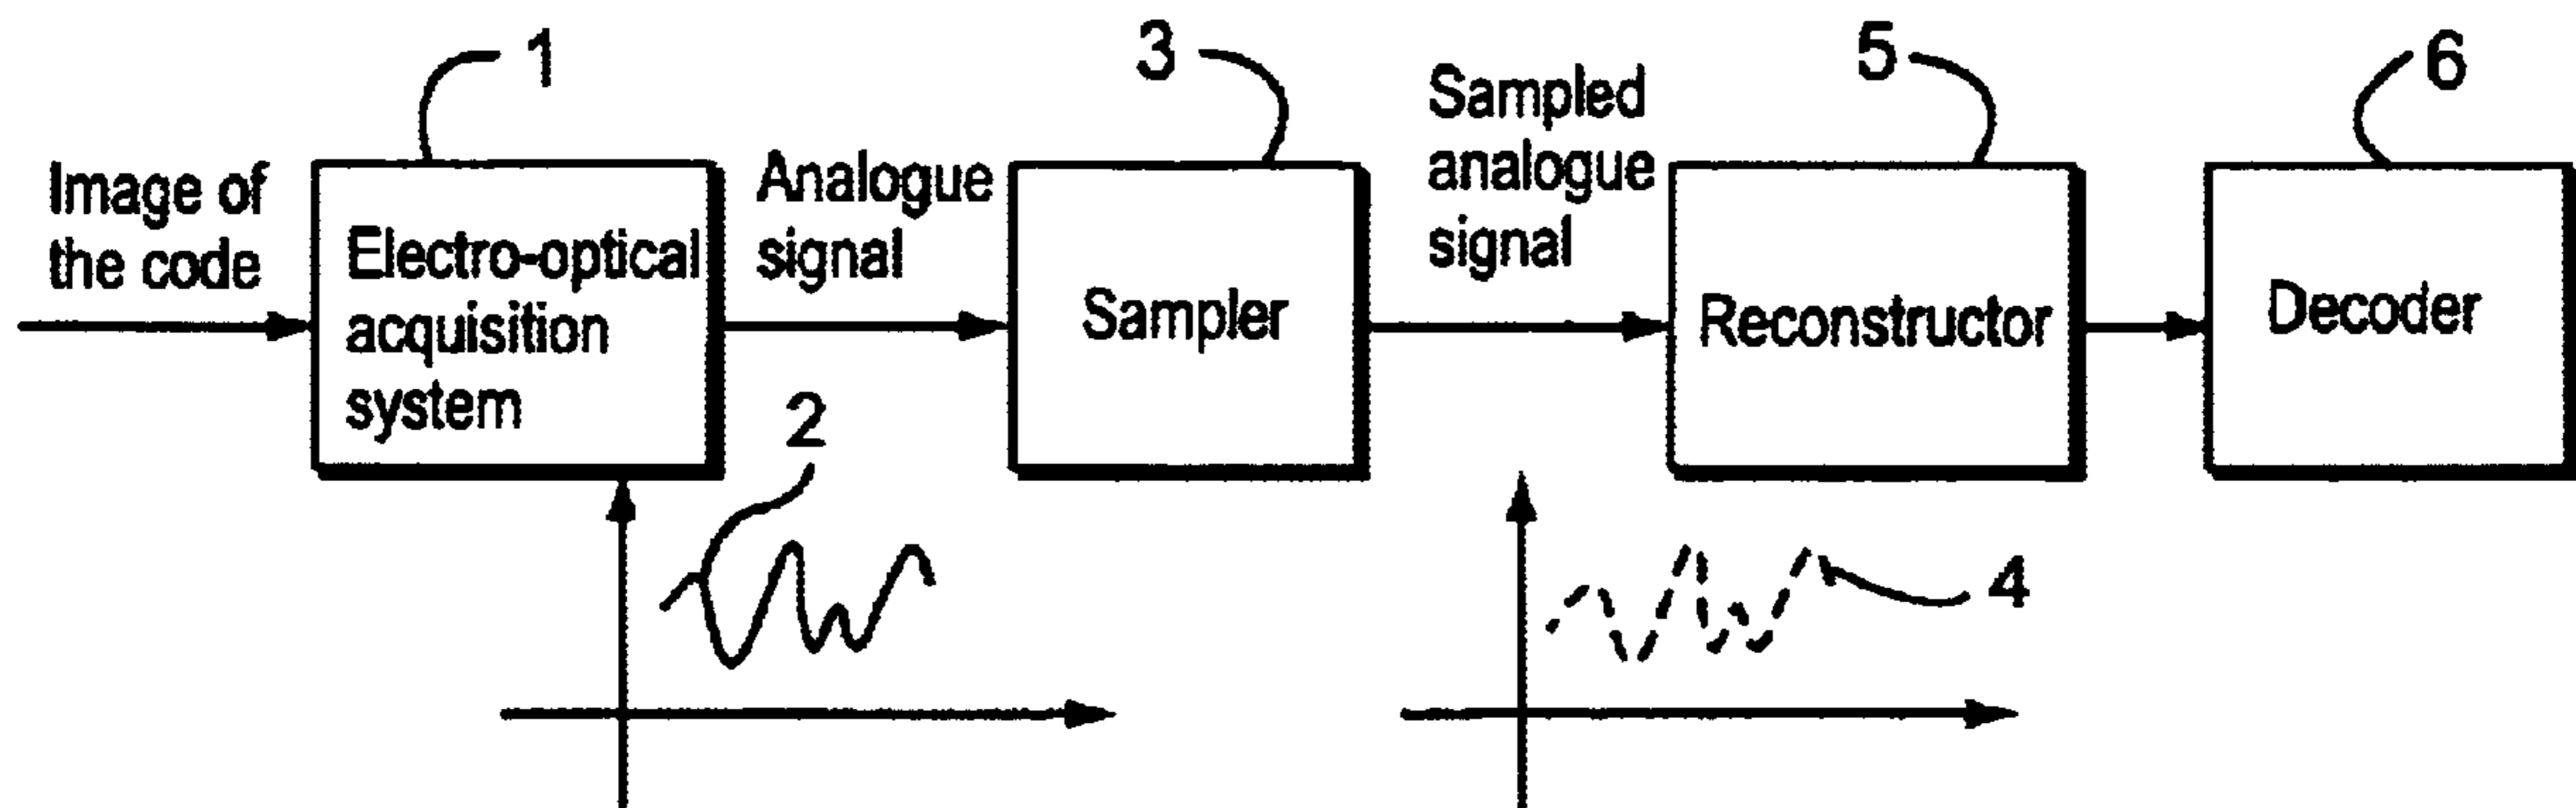 1
3
5
6
Image of
the code
Electro-optical
acquisition
system
Analogue
signal
Sampler
Sampled
analogue
signal
Reconstructor
Decoder
2
4